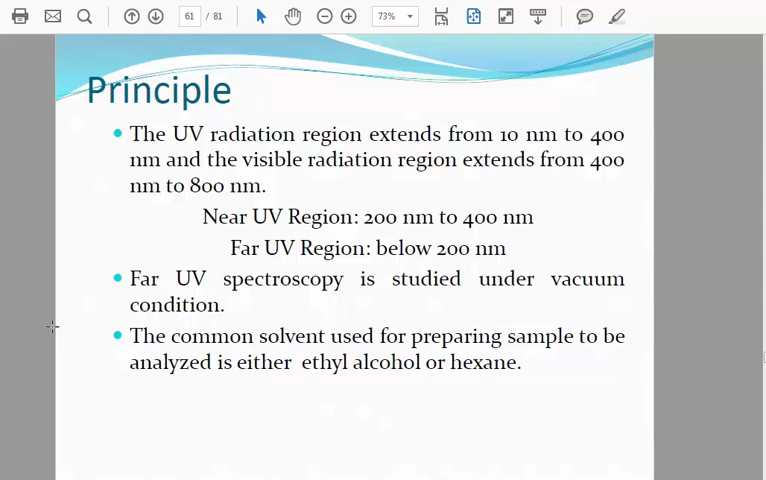 61 / 81
73%
Principle
The UV radiation region extends from 10 nm to 400
nm and the visible radiation region extends from 400
nm to 800 nm.
Near UV Region: 200 nm to 400 nm
Far UV Region: below 200 nm
Far UV spectroscopy is studied under vacuum
condition.
The common solvent used for preparing sample to be
analyzed is either ethyl alcohol or hexane.